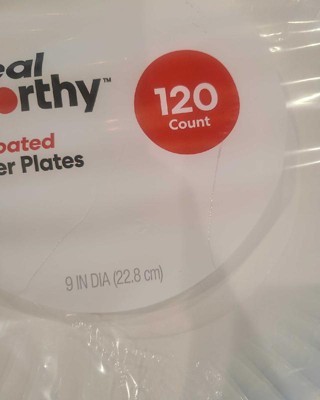 eal
orthy™
120
Count
oated
er Plates
9 IN DIA (22.8 cm)